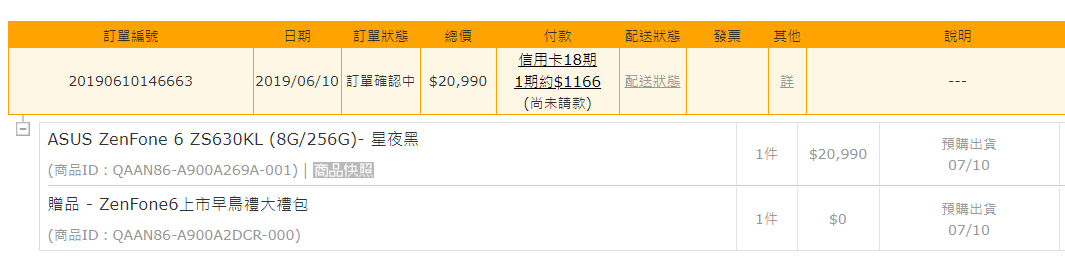 訂單編號 日期 訂單狀態 總價 付款 配送狀態 發票 其他 說明
信用卡18期
20190610146663 2019/06/10 訂單確認中 $20,990 1期約$1166 配送狀態 詳 ---
(尚未請款)
ASUS ZenFone 6 ZS630KL (8G/256G)- 星夜黑
(商品ID：QAAN86-A900A269A-001) | 商品快照
1件 $20,990 預購出貨
07/10
贈品 - ZenFone6上市早鳥禮大禮包
(商品ID：QAAN86-A900A2DCR-000)
1件 $0 預購出貨
07/10